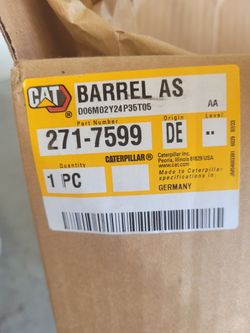 CAT BARREL AS
D06M02Y24P35T05 AA
Part Number Origin Level
271-7599 DE --
CATERPILLAR®
Quantity
1 PC
Caterpillar Inc.
Peoria, Illinois 61629 USA
www.cat.com
Made to Caterpillar
specifications in
GERMANY